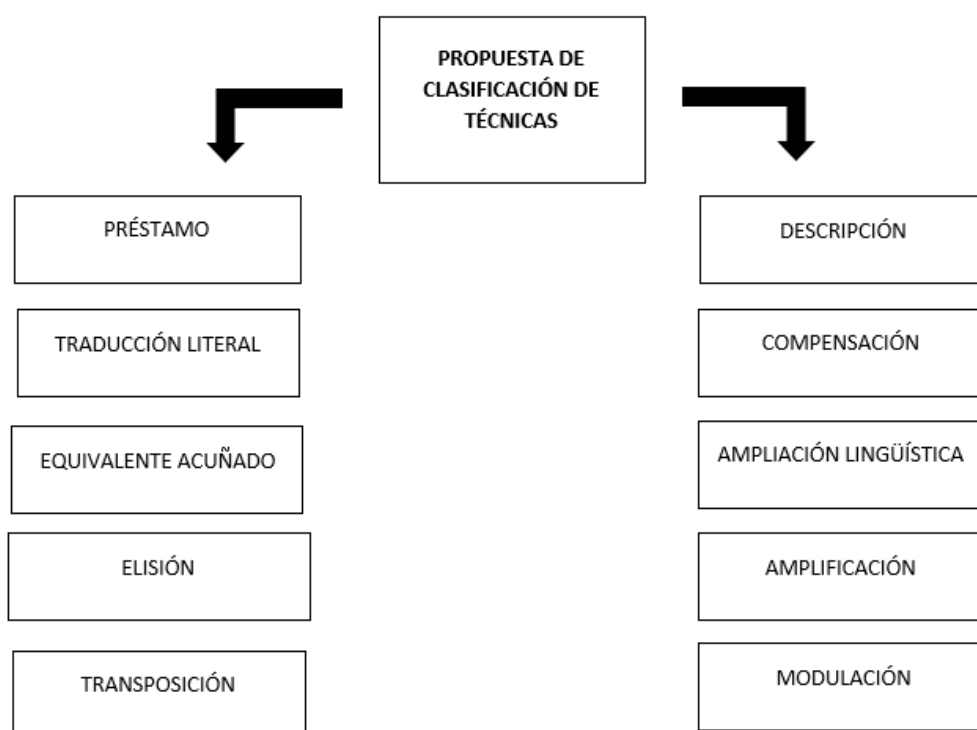 PROPUESTA DE
CLASIFICACIÓN DE
TÉCNICAS
PRÉSTAMO
TRADUCCIÓN LITERAL
EQUIVALENTE ACUÑADO
ELISIÓN
TRANSPOSICIÓN
DESCRIPCIÓN
COMPENSACIÓN
AMPLIACIÓN LINGÜÍSTICA
AMPLIFICACIÓN
MODULACIÓN